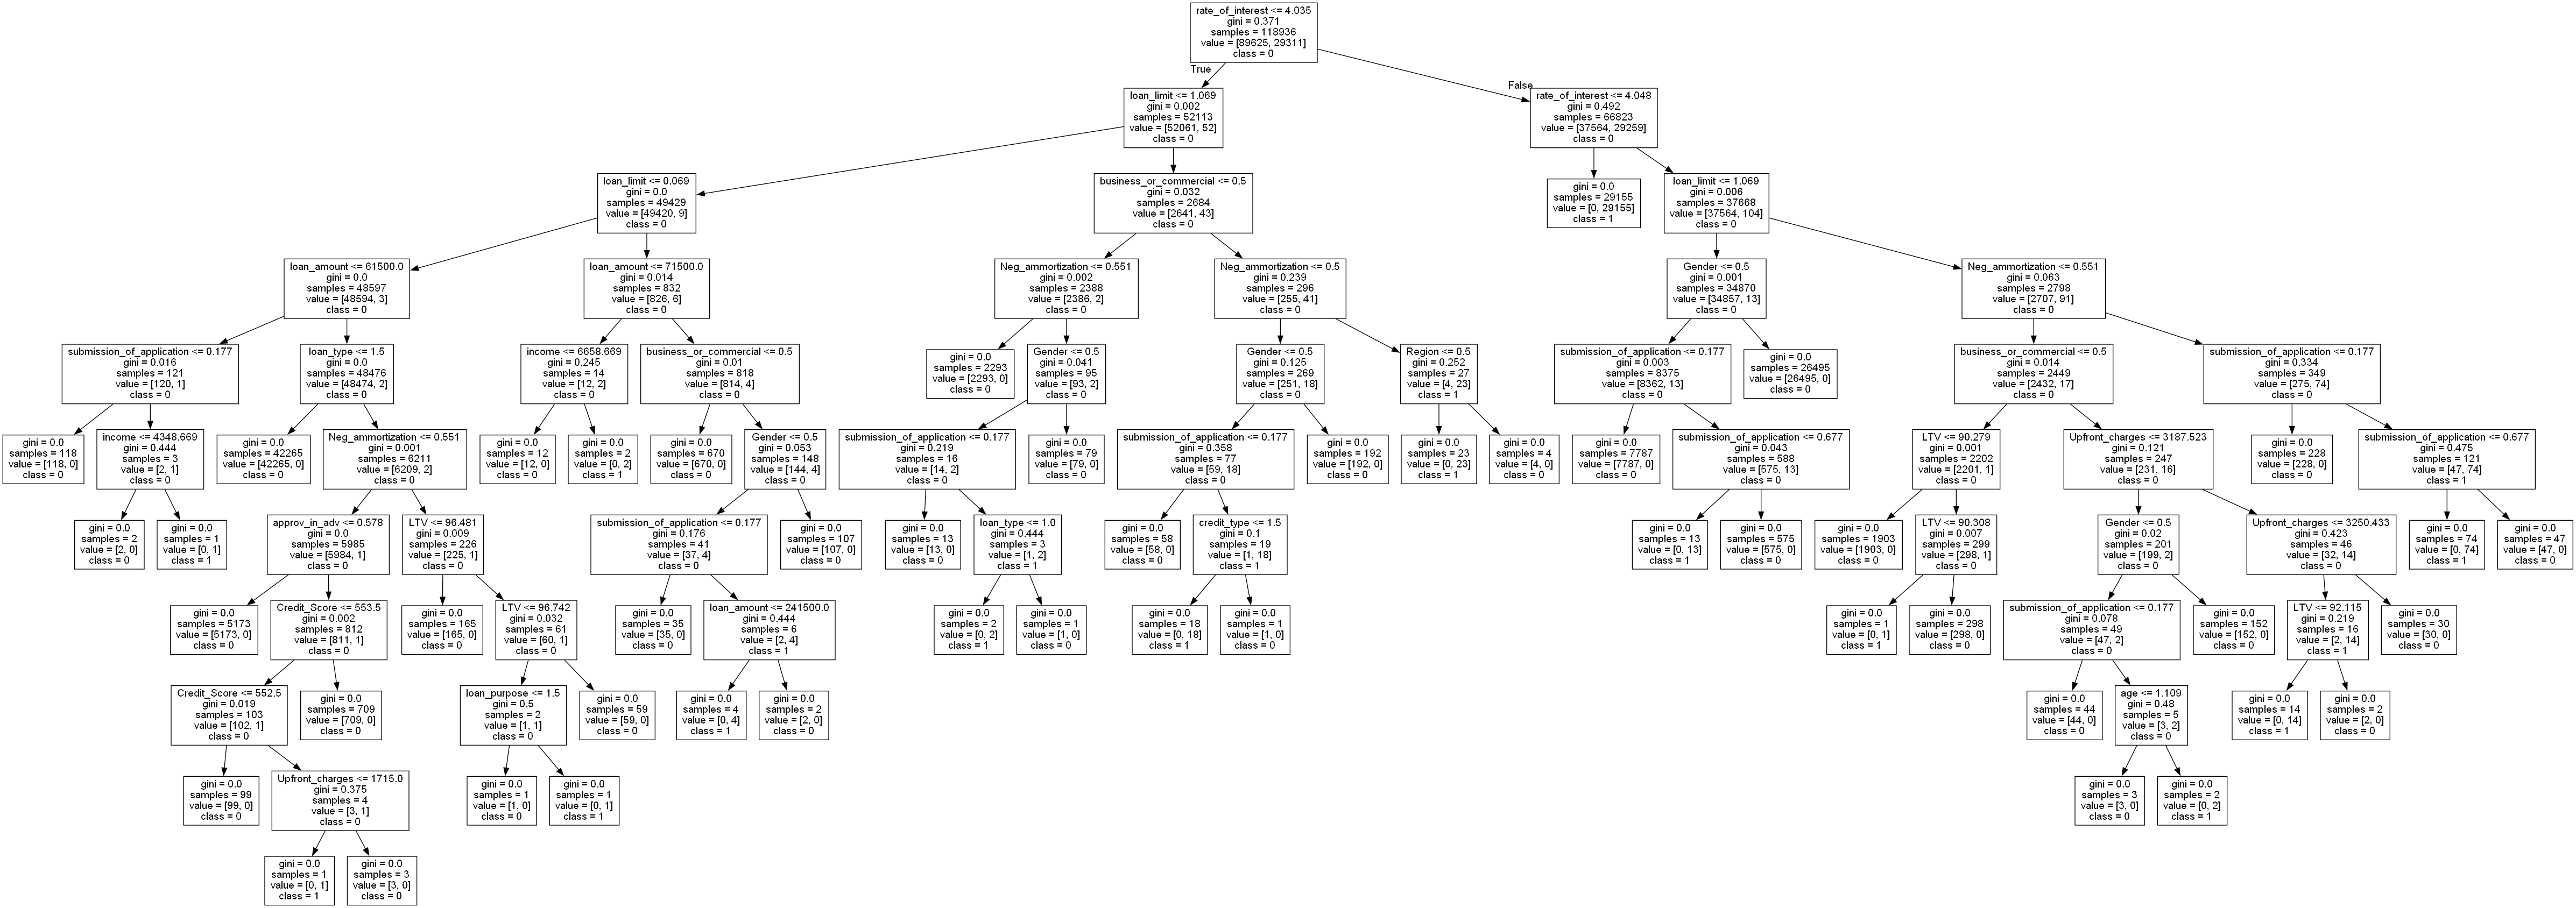 rate_of_interest <= 4.035
gini = 0.371
samples = 118936
value = [89625, 29311]
class = 0
True
False
loan_limit <= 1.069
gini = 0.002
samples = 52113
value = [52061, 52]
class = 0
rate_of_interest <= 4.048
gini = 0.492
samples = 66823
value = [37564, 29259]
class = 0
loan_limit <= 0.069
gini = 0.0
samples = 49429
value = [49420, 9]
class = 0
business_or_commercial <= 0.5
gini = 0.032
samples = 2684
value = [2641, 43]
class = 0
gini = 0.0
samples = 29155
value = [0, 29155]
class = 1
loan_limit <= 1.069
gini = 0.006
samples = 37668
value = [37564, 104]
class = 0
loan_amount <= 61500.0
gini = 0.0
samples = 48597
value = [48594, 3]
class = 0
loan_amount <= 71500.0
gini = 0.014
samples = 832
value = [826, 6]
class = 0
Neg_ammortization <= 0.551
gini = 0.002
samples = 2388
value = [2386, 2]
class = 0
Neg_ammortization <= 0.5
gini = 0.239
samples = 296
value = [255, 41]
class = 0
Gender <= 0.5
gini = 0.001
samples = 34870
value = [34857, 13]
class = 0
Neg_ammortization <= 0.551
gini = 0.063
samples = 2798
value = [2707, 91]
class = 0
submission_of_application <= 0.177
gini = 0.016
samples = 121
value = [120, 1]
class = 0
loan_type <= 1.5
gini = 0.0
samples = 48476
value = [48474, 2]
class = 0
income <= 6658.669
gini = 0.245
samples = 14
value = [12, 2]
class = 0
business_or_commercial <= 0.5
gini = 0.01
samples = 818
value = [814, 4]
class = 0
gini = 0.0
samples = 2293
value = [2293, 0]
class = 0
Gender <= 0.5
gini = 0.041
samples = 95
value = [93, 2]
class = 0
Gender <= 0.5
gini = 0.125
samples = 269
value = [251, 18]
class = 0
Region <= 0.5
gini = 0.252
samples = 27
value = [4, 23]
class = 1
submission_of_application <= 0.177
gini = 0.003
samples = 8375
value = [8362, 13]
class = 0
gini = 0.0
samples = 26495
value = [26495, 0]
class = 0
business_or_commercial <= 0.5
gini = 0.014
samples = 2449
value = [2432, 17]
class = 0
submission_of_application <= 0.177
gini = 0.334
samples = 349
value = [275, 74]
class = 0
gini = 0.0
samples = 118
value = [118, 0]
class = 0
income <= 4348.669
gini = 0.444
samples = 3
value = [2, 1]
class = 0
gini = 0.0
samples = 42265
value = [42265, 0]
class = 0
Neg_ammortization <= 0.551
gini = 0.001
samples = 6211
value = [6209, 2]
class = 0
gini = 0.0
samples = 12
value = [12, 0]
class = 0
gini = 0.0
samples = 2
value = [0, 2]
class = 1
gini = 0.0
samples = 670
value = [670, 0]
class = 0
Gender <= 0.5
gini = 0.053
samples = 148
value = [144, 4]
class = 0
submission_of_application <= 0.177
gini = 0.219
samples = 16
value = [14, 2]
class = 0
gini = 0.0
samples = 79
value = [79, 0]
class = 0
submission_of_application <= 0.177
gini = 0.358
samples = 77
value = [59, 18]
class = 0
gini = 0.0
samples = 192
value = [192, 0]
class = 0
gini = 0.0
samples = 23
value = [0, 23]
class = 1
gini = 0.0
samples = 4
value = [4, 0]
class = 0
gini = 0.0
samples = 7787
value = [7787, 0]
class = 0
submission_of_application <= 0.677
gini = 0.043
samples = 588
value = [575, 13]
class = 0
LTV <= 90.279
gini = 0.001
samples = 2202
value = [2201, 1]
class = 0
Upfront_charges <= 3187.523
gini = 0.121
samples = 247
value = [231, 16]
class = 0
gini = 0.0
samples = 228
value = [228, 0]
class = 0
submission_of_application <= 0.677
gini = 0.475
samples = 121
value = [47, 74]
class = 1
gini = 0.0
samples = 2
value = [2, 0]
class = 0
gini = 0.0
samples = 1
value = [0, 1]
class = 1
approv_in_adv <= 0.578
gini = 0.0
samples = 5985
value = [5984, 1]
class = 0
LTV <= 96.481
gini = 0.009
samples = 226
value = [225, 1]
class = 0
submission_of_application <= 0.177
gini = 0.176
samples = 41
value = [37, 4]
class = 0
gini = 0.0
samples = 107
value = [107, 0]
class = 0
gini = 0.0
samples = 13
value = [13, 0]
class = 0
loan_type <= 1.0
gini = 0.444
samples = 3
value = [1, 2]
class = 1
gini = 0.0
samples = 58
value = [58, 0]
class = 0
credit_type <= 1.5
gini = 0.1
samples = 19
value = [1, 18]
class = 1
gini = 0.0
samples = 13
value = [0, 13]
class = 1
gini = 0.0
samples = 575
value = [575, 0]
class = 0
gini = 0.0
samples = 1903
value = [1903, 0]
class = 0
LTV <= 90.308
gini = 0.007
samples = 299
value = [298, 1]
class = 0
Gender <= 0.5
gini = 0.02
samples = 201
value = [199, 2]
class = 0
Upfront_charges <= 3250.433
gini = 0.423
samples = 46
value = [32, 14]
class = 0
gini = 0.0
samples = 74
value = [0, 74]
class = 1
gini = 0.0
samples = 47
value = [47, 0]
class = 0
gini = 0.0
samples = 5173
value = [5173, 0]
class = 0
Credit_Score <= 553.5
gini = 0.002
samples = 812
value = [811, 1]
class = 0
gini = 0.0
samples = 165
value = [165, 0]
class = 0
LTV <= 96.742
gini = 0.032
samples = 61
value = [60, 1]
class = 0
gini = 0.0
samples = 35
value = [35, 0]
class = 0
loan_amount <= 241500.0
gini = 0.444
samples = 6
value = [2, 4]
class = 1
gini = 0.0
samples = 2
value = [0, 2]
class = 1
gini = 0.0
samples = 1
value = [1, 0]
class = 0
gini = 0.0
samples = 18
value = [0, 18]
class = 1
gini = 0.0
samples = 1
value = [1, 0]
class = 0
gini = 0.0
samples = 1
value = [0, 1]
class = 1
gini = 0.0
samples = 298
value = [298, 0]
class = 0
submission_of_application <= 0.177
gini = 0.078
samples = 49
value = [47, 2]
class = 0
gini = 0.0
samples = 152
value = [152, 0]
class = 0
LTV <= 92.115
gini = 0.219
samples = 16
value = [2, 14]
class = 1
gini = 0.0
samples = 30
value = [30, 0]
class = 0
Credit_Score <= 552.5
gini = 0.019
samples = 103
value = [102, 1]
class = 0
gini = 0.0
samples = 709
value = [709, 0]
class = 0
loan_purpose <= 1.5
gini = 0.5
samples = 2
value = [1, 1]
class = 0
gini = 0.0
samples = 59
value = [59, 0]
class = 0
gini = 0.0
samples = 4
value = [0, 4]
class = 1
gini = 0.0
samples = 2
value = [2, 0]
class = 0
gini = 0.0
samples = 44
value = [44, 0]
class = 0
age <= 1.109
gini = 0.48
samples = 5
value = [3, 2]
class = 0
gini = 0.0
samples = 14
value = [0, 14]
class = 1
gini = 0.0
samples = 2
value = [2, 0]
class = 0
gini = 0.0
samples = 99
value = [99, 0]
class = 0
Upfront_charges <= 1715.0
gini = 0.375
samples = 4
value = [3, 1]
class = 0
gini = 0.0
samples = 1
value = [1, 0]
class = 0
gini = 0.0
samples = 1
value = [0, 1]
class = 1
gini = 0.0
samples = 3
value = [3, 0]
class = 0
gini = 0.0
samples = 2
value = [0, 2]
class = 1
gini = 0.0
samples = 1
value = [0, 1]
class = 1
gini = 0.0
samples = 3
value = [3, 0]
class = 0